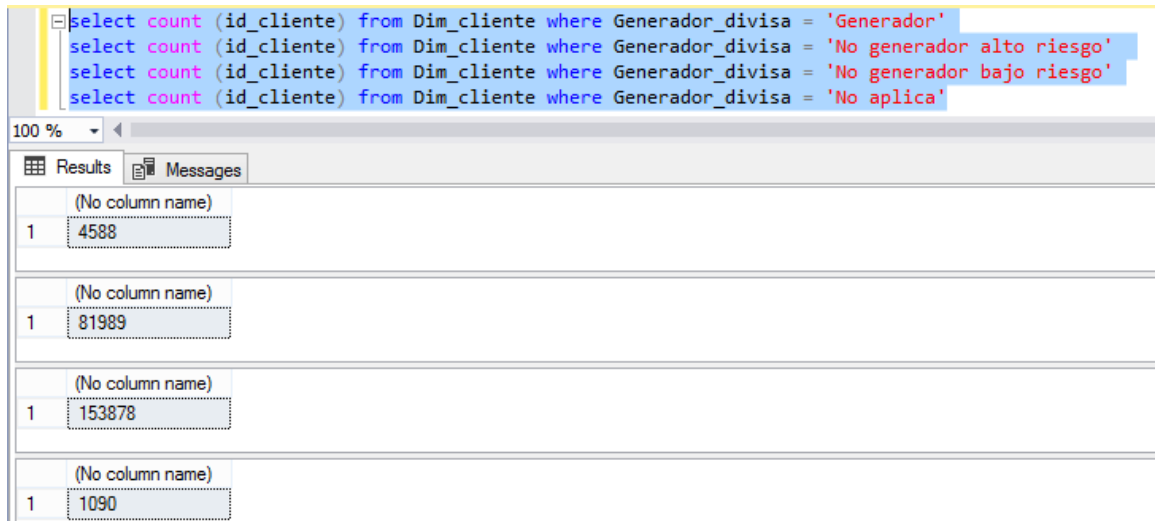 select count (id_cliente) from Dim_cliente where Generador_divisa = 'Generador'
select count (id_cliente) from Dim_cliente where Generador_divisa = 'No generador alto riesgo'
select count (id_cliente) from Dim_cliente where Generador_divisa = 'No generador bajo riesgo'
select count (id_cliente) from Dim_cliente where Generador_divisa = 'No aplica'
100 %
Results Messages
(No column name)
1 4588
(No column name)
1 81989
(No column name)
1 153878
(No column name)
1 1090